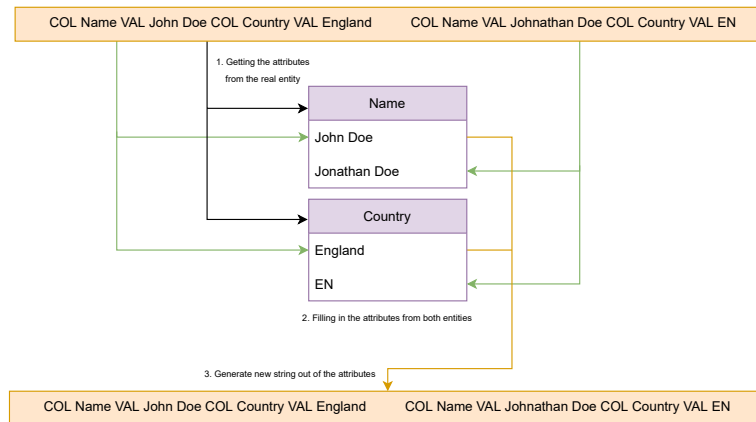 COL Name VAL John Doe COL Country VAL England COL Name VAL Johnathan Doe COL Country VAL EN
1. Getting the attributes
from the real entity
Name
John Doe
Jonathan Doe
Country
England
EN
2. Filling in the attributes from both entities
3. Generate new string out of the attributes
COL Name VAL John Doe COL Country VAL England COL Name VAL Johnathan Doe COL Country VAL EN